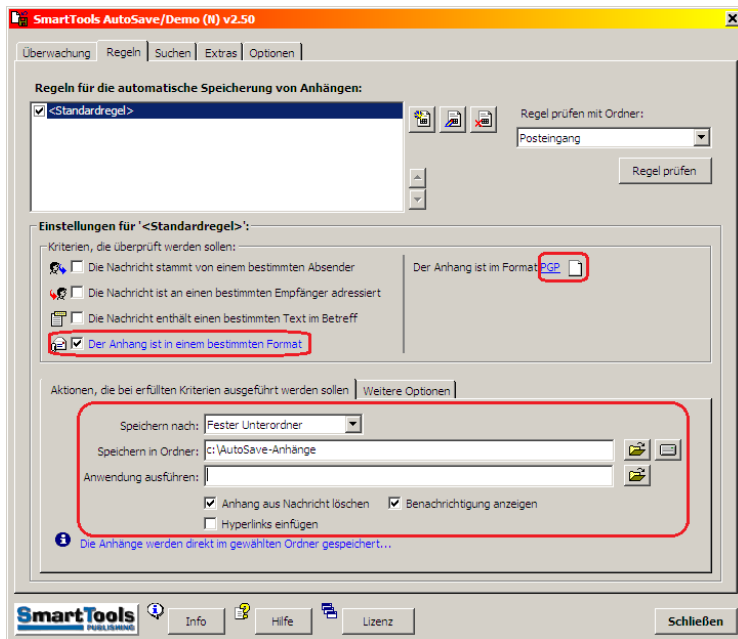 SmartTools AutoSave/Demo (N) v2.50
Überwachung Regeln Suchen Extras Optionen
Regeln für die automatische Speicherung von Anhängen:
<Standardregel>
Regel prüfen mit Ordner:
Posteingang
Regel prüfen
Einstellungen für '<Standardregel>':
Kriterien, die überprüft werden sollen:
Die Nachricht stammt von einem bestimmten Absender
Der Anhang ist im Format PGP
Die Nachricht ist an einen bestimmten Empfänger adressiert
Die Nachricht enthält einen bestimmten Text im Betreff
Der Anhang ist in einem bestimmten Format
Aktionen, die bei erfüllten Kriterien ausgeführt werden sollen Weitere Optionen
Speichern nach: Fester Unterordner
Speichern in Ordner: c:\AutoSave-Anhänge
Anwendung ausführen:
Anhang aus Nachricht löschen Benachrichtigung anzeigen
Hyperlinks einfügen
Die Anhänge werden direkt im gewählten Ordner gespeichert...
SmartTools
PUBLISHING
Info Hilfe Lizenz Schließen